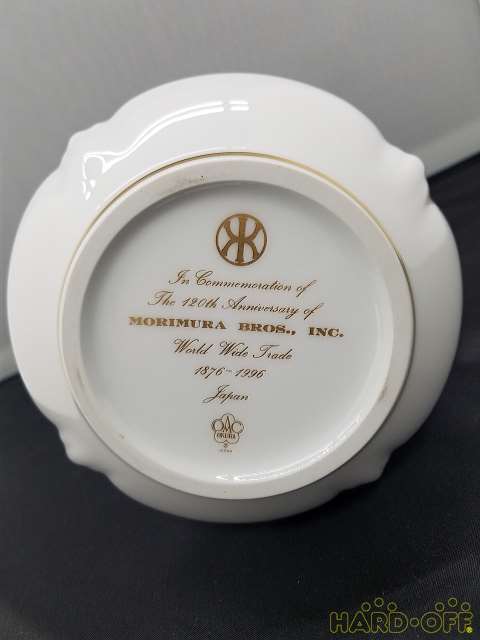 In Commemoration of
The 120th Anniversary of
MORIMURA BROS., INC.
World Wide Trade
1876~1996
Japan
OAC
OKURA
HARD-OFF